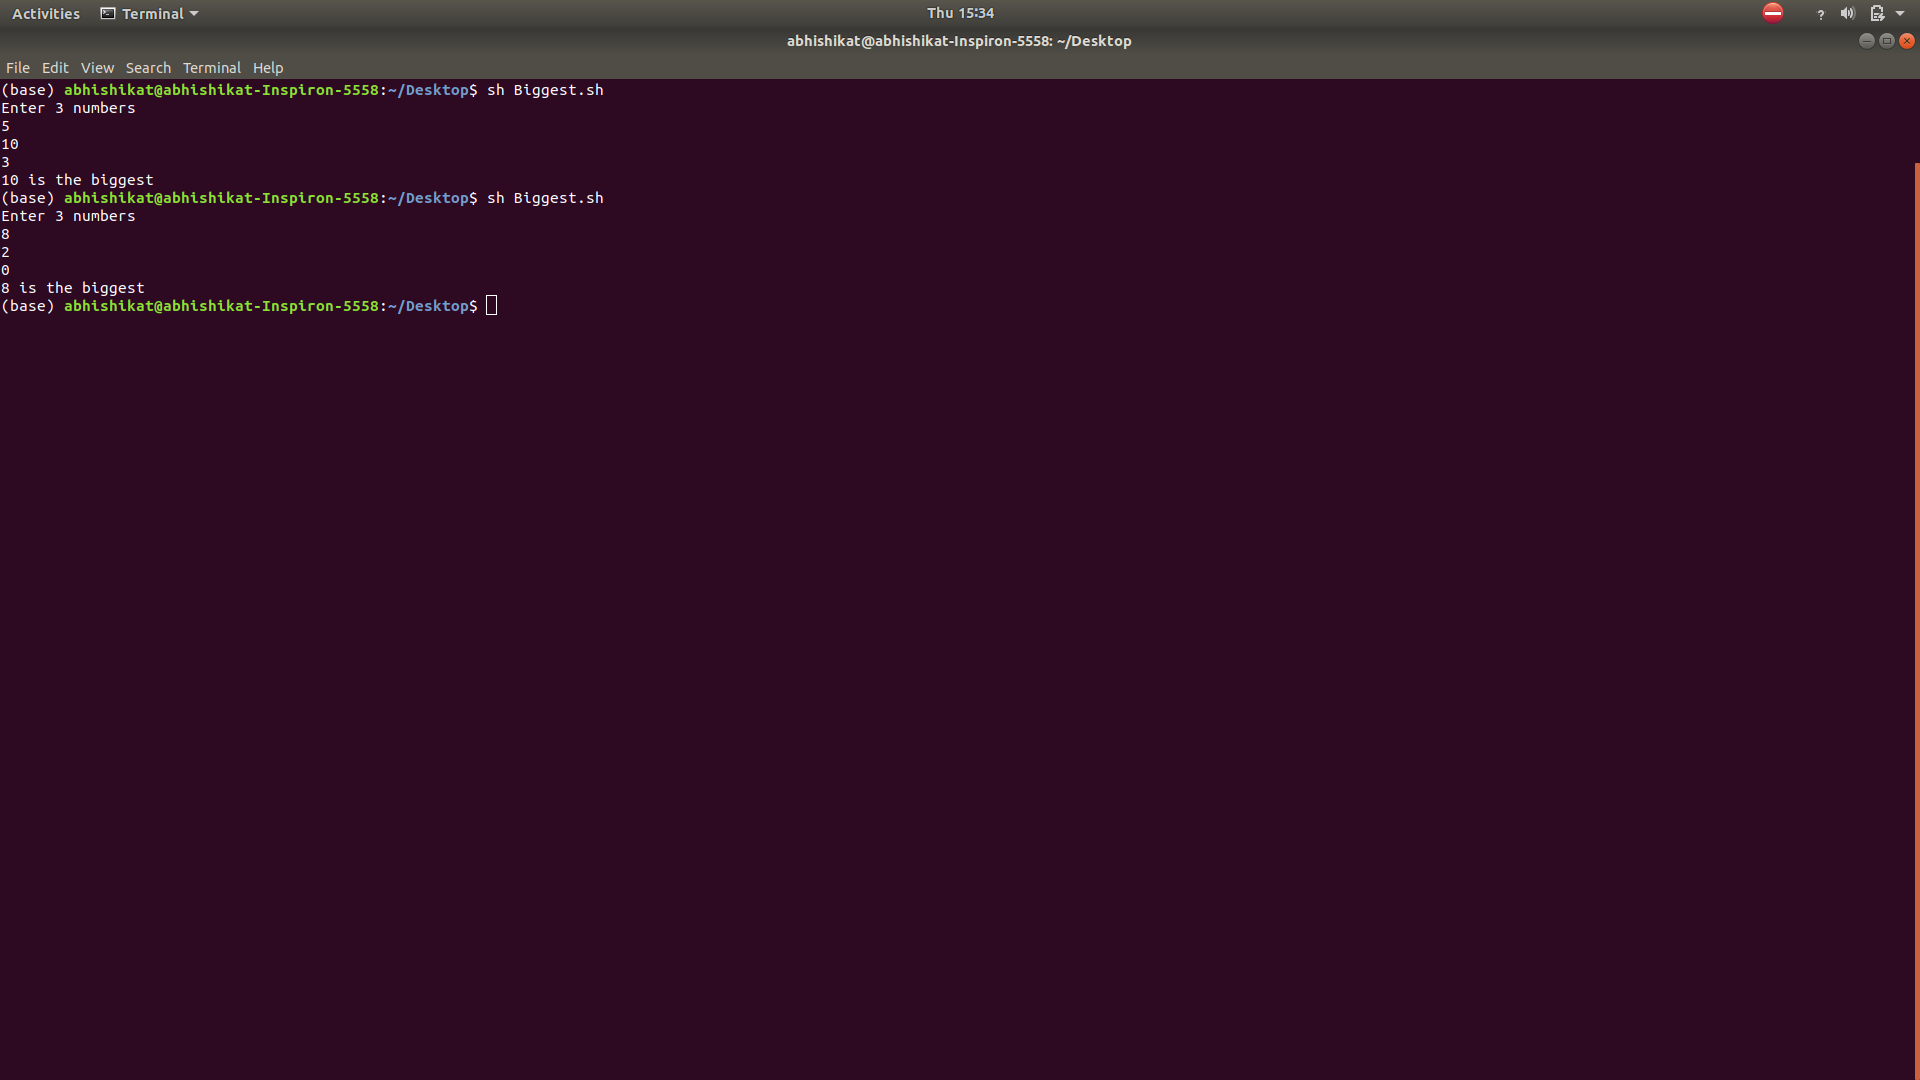 Activities Terminal Thu 15:34 ?
abhishikat@abhishikat-Inspiron-5558: ~/Desktop
File Edit View Search Terminal Help
(base) abhishikat@abhishikat-Inspiron-5558:~/Desktop$ sh Biggest.sh
Enter 3 numbers
5
10
3
10 is the biggest
(base) abhishikat@abhishikat-Inspiron-5558:~/Desktop$ sh Biggest.sh
Enter 3 numbers
8
2
0
8 is the biggest
(base) abhishikat@abhishikat-Inspiron-5558:~/Desktop$